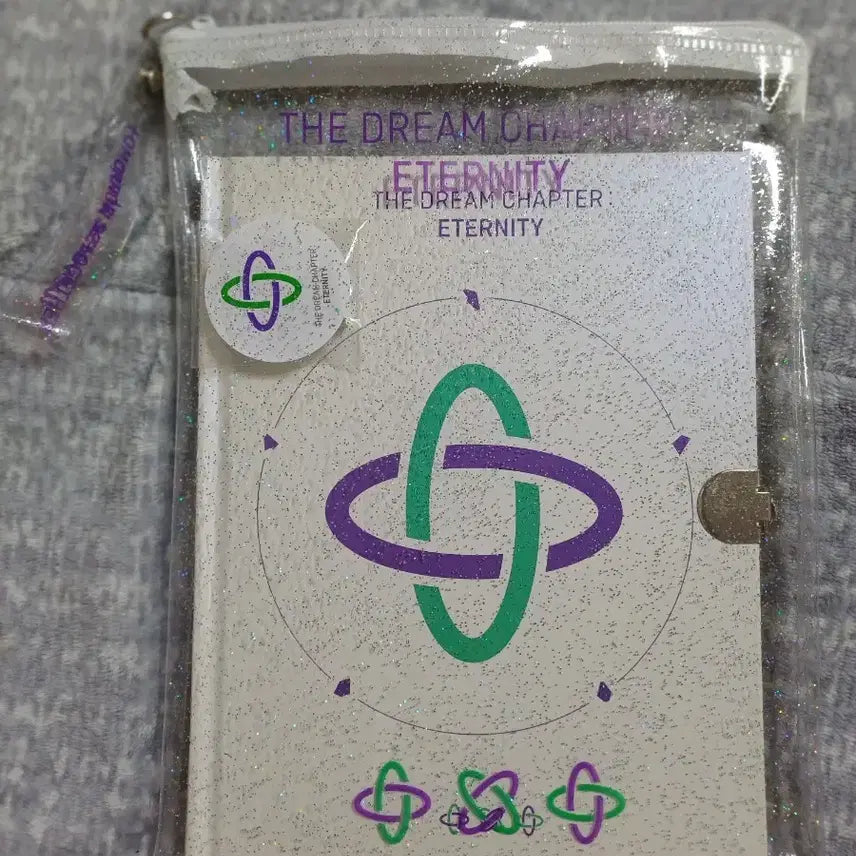 THE DREAM CHAPTER
ETERNITY
THE DREAM CHAPTER :
ETERNITY
THE DREAM CHAPTER:
ETERNITY